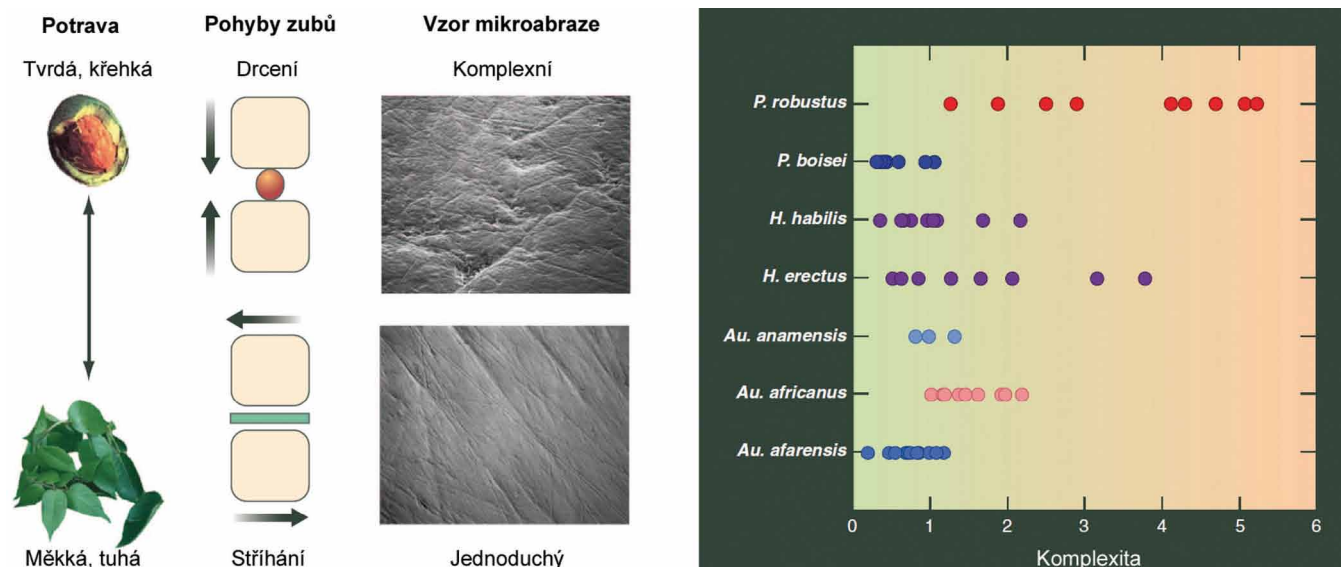 Potrava
Pohyby zubů
Vzor mikroabraze
Tvrdá, křehká
Drcení
Komplexní
Měkká, tuhá
Stříhání
Jednoduchý
P. robustus
P. boisei
H. habilis
H. erectus
Au. anamensis
Au. africanus
Au. afarensis
0 1 2 3 4 5 6
Komplexita